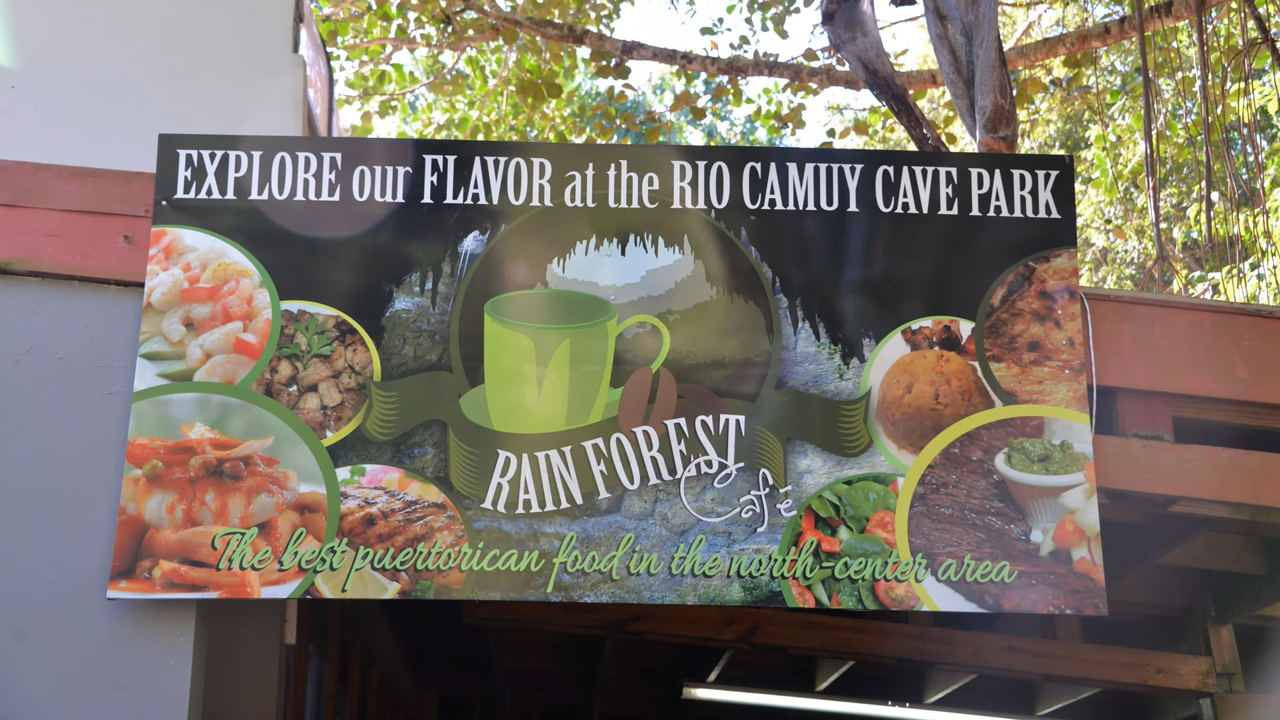 EXPLORE our FLAVOR at the RIO CAMUY CAVE PARK
RAIN FOREST
Café
The best puertorican food in the north-center area